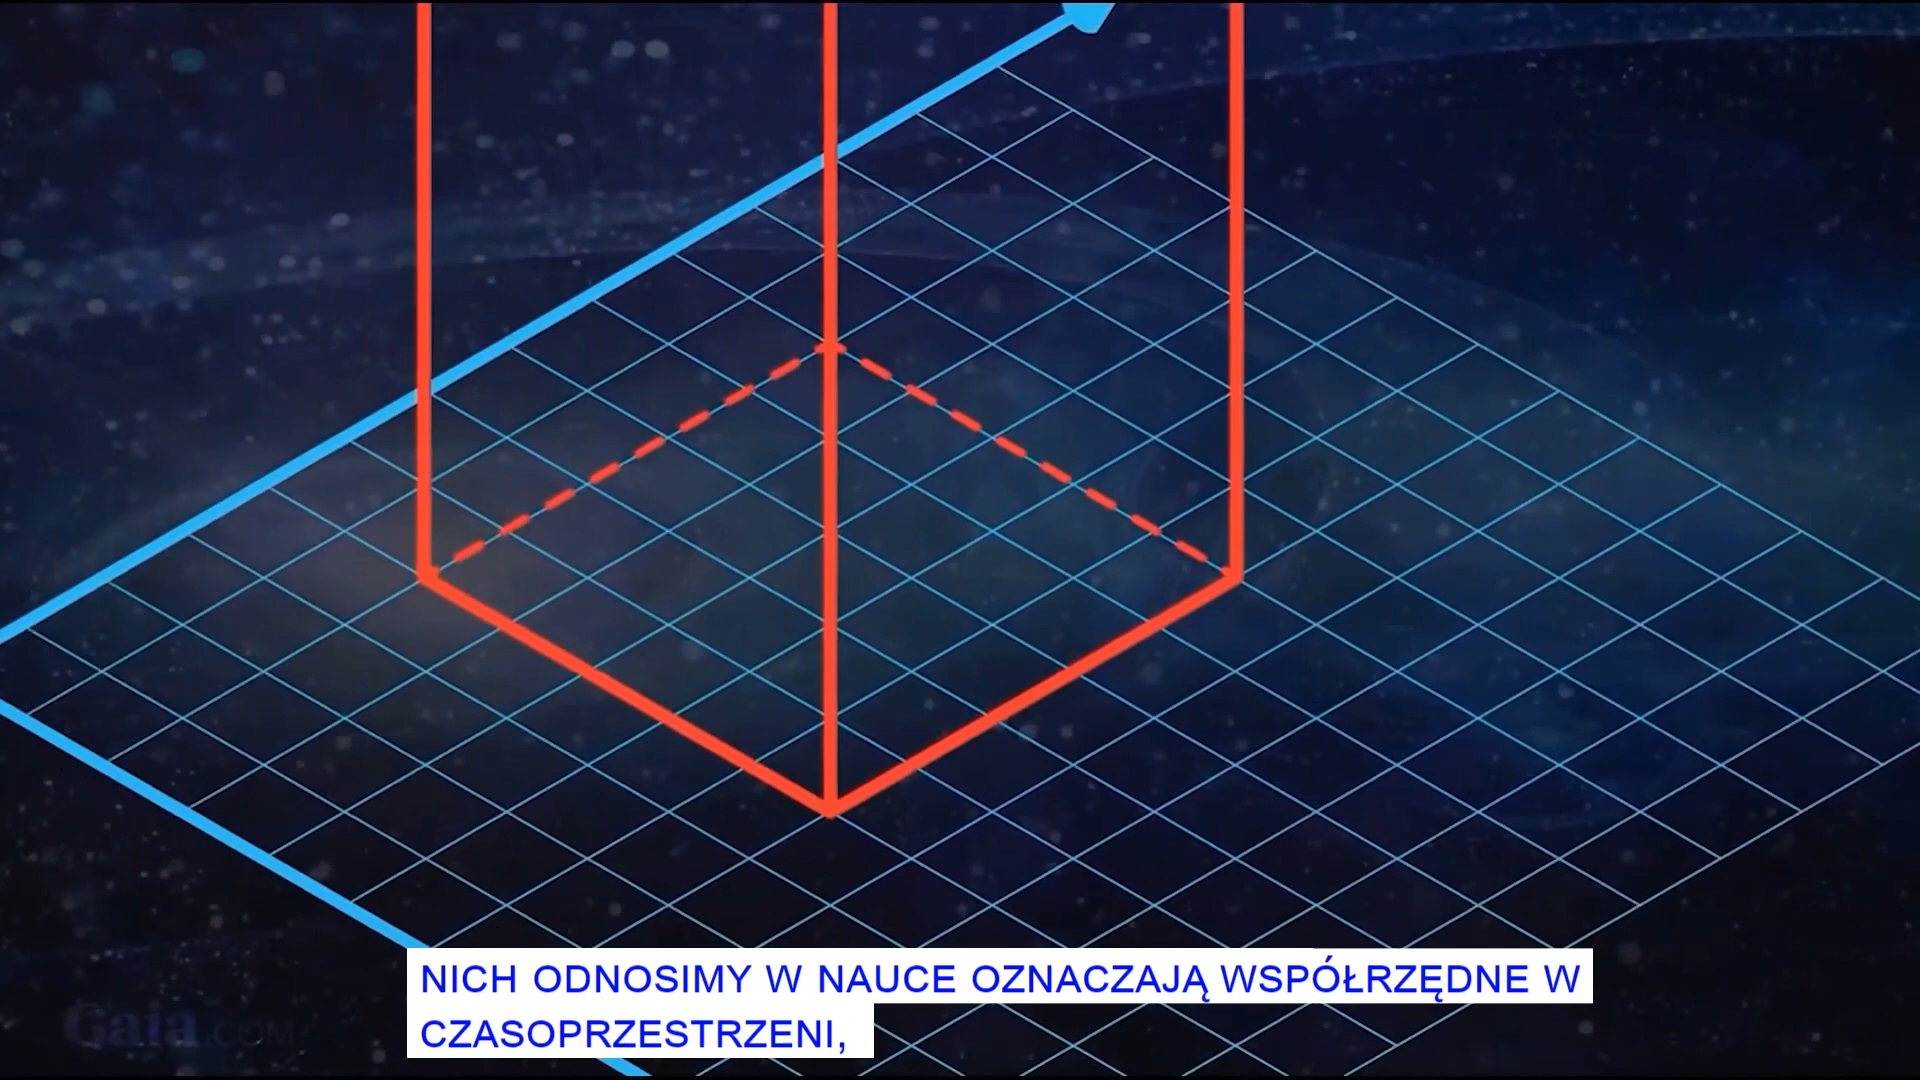 NICH ODNOSIMY W NAUCE OZNACZAJĄ WSPÓŁRZĘDNE W
CZASOPRZESTRZENI,
Gaia.COM